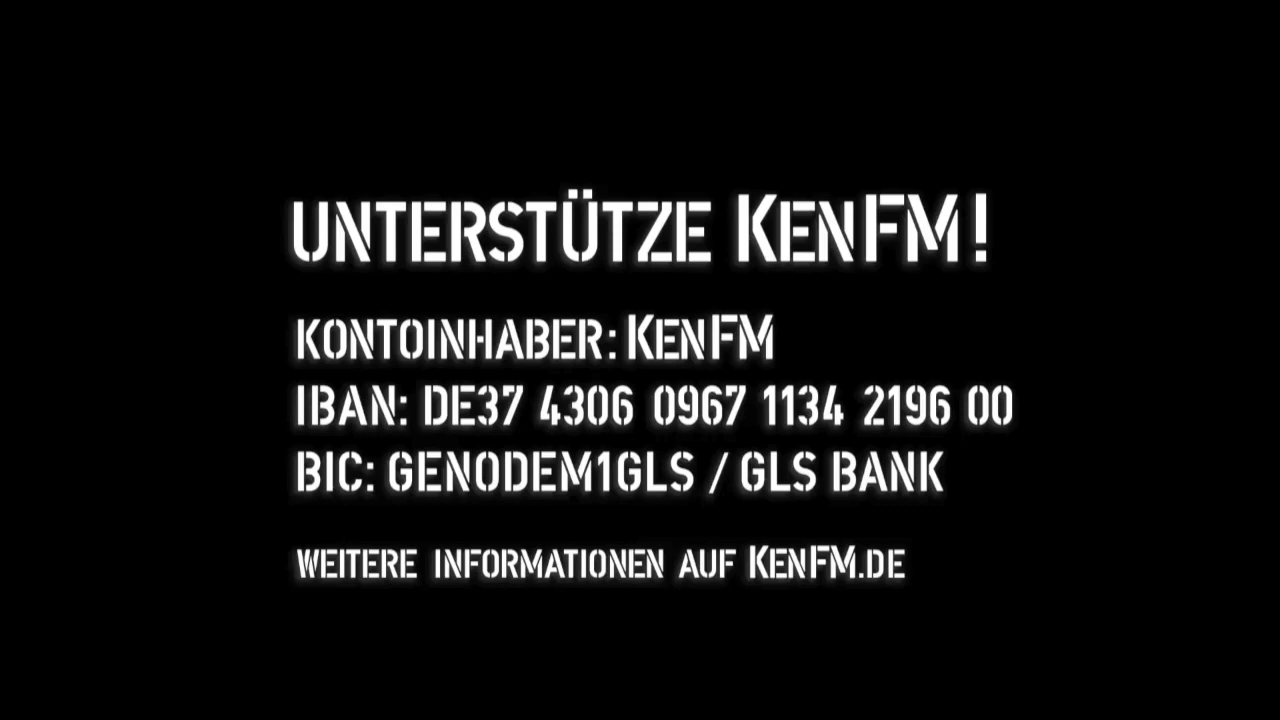 UNTERSTÜTZE KENFM!
KONTOINHABER: KENFM
IBAN: DE37 4306 0967 1134 2196 00
BIC: GENODEM1GLS / GLS BANK
WEITERE INFORMATIONEN AUF KENFM.DE